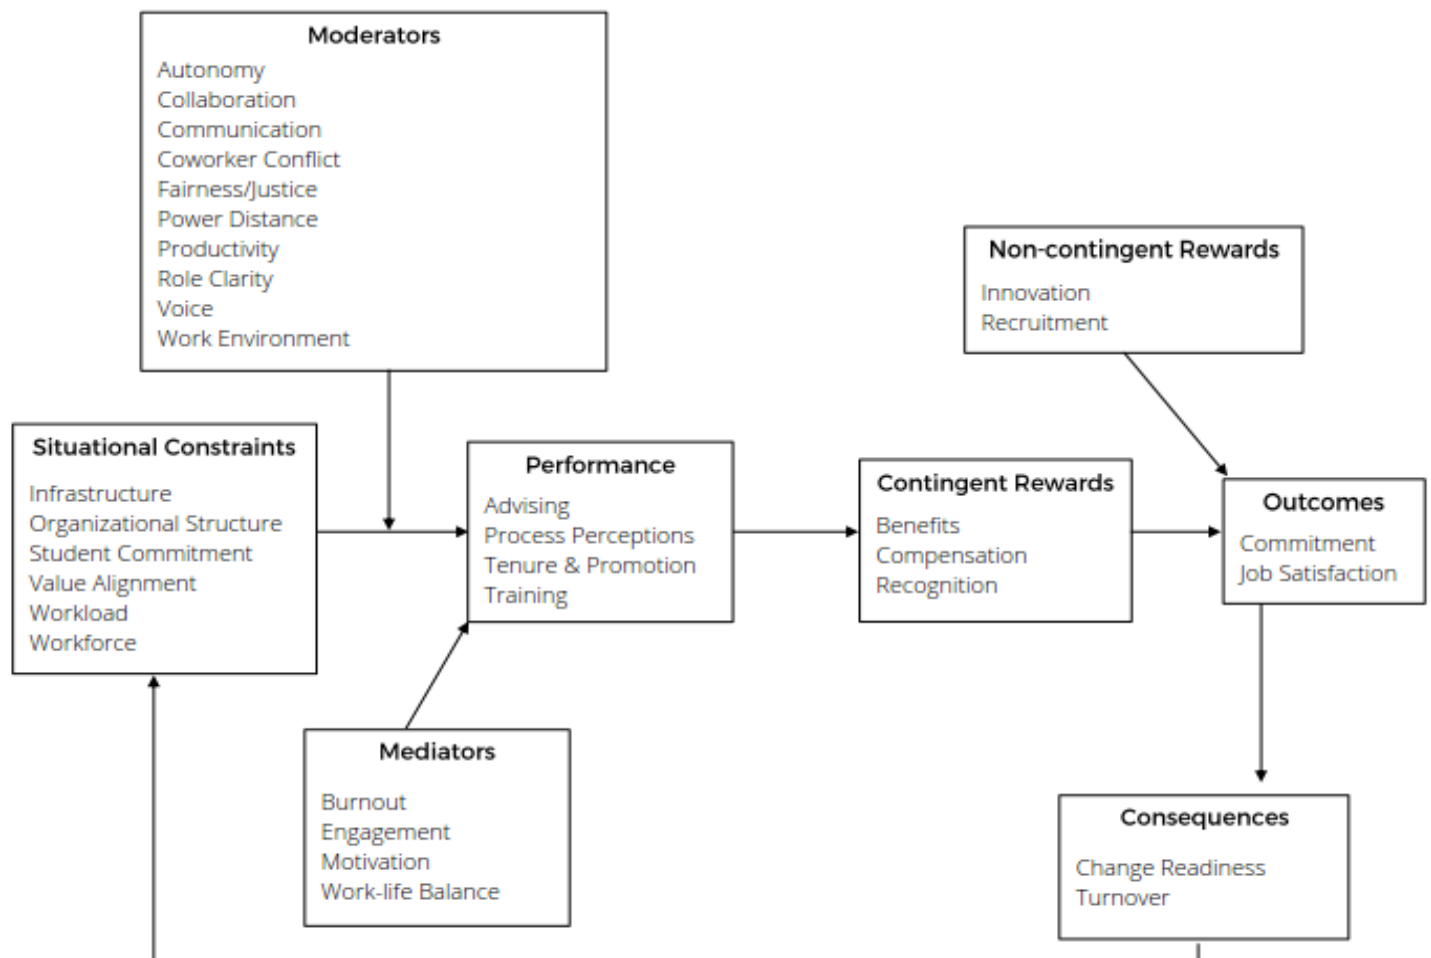 Moderators
Autonomy
Collaboration
Communication
Coworker Conflict
Fairness/Justice
Power Distance
Productivity
Role Clarity
Voice
Work Environment
Non-contingent Rewards
Innovation
Recruitment
Situational Constraints
Infrastructure
Organizational Structure
Student Commitment
Value Alignment
Workload
Workforce
Performance
Advising
Process Perceptions
Tenure & Promotion
Training
Contingent Rewards
Benefits
Compensation
Recognition
Outcomes
Commitment
Job Satisfaction
Mediators
Burnout
Engagement
Motivation
Work-life Balance
Consequences
Change Readiness
Turnover